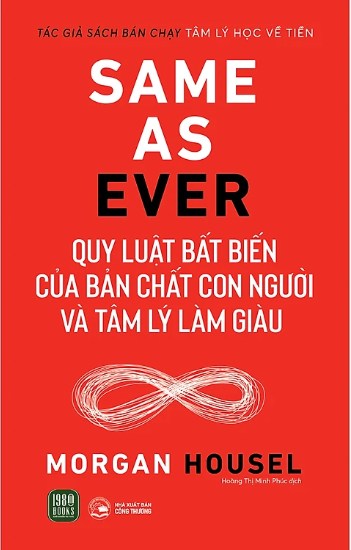 TÁC GIẢ SÁCH BÁN CHẠY TÂM LÝ HỌC VỀ TIỀN
SAME
AS
EVER
QUY LUẬT BẤT BIẾN
CỦA BẢN CHẤT CON NGƯỜI
VÀ TÂM LÝ LÀM GIÀU
MORGAN HOUSEL
Hoàng Thị Minh Phúc dịch
1980
BOOKS
NHÀ XUẤT BẢN
CÔNG THƯƠNG